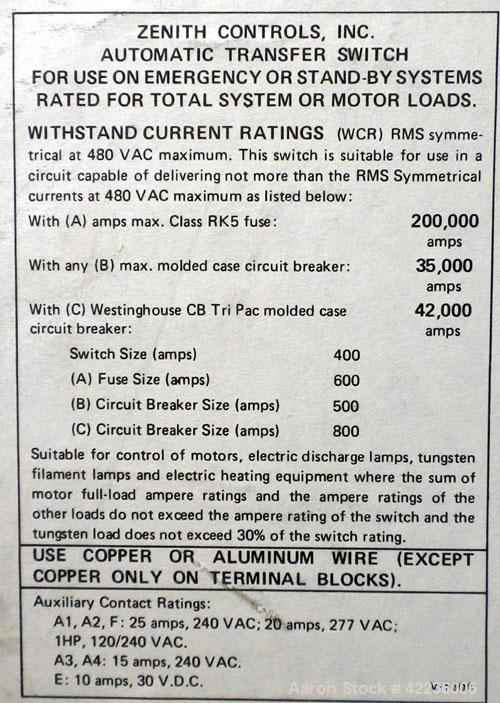 ZENITH CONTROLS, INC.
AUTOMATIC TRANSFER SWITCH
FOR USE ON EMERGENCY OR STAND-BY SYSTEMS
RATED FOR TOTAL SYSTEM OR MOTOR LOADS.
WITHSTAND CURRENT RATINGS (WCR) RMS symme-
trical at 480 VAC maximum. This switch is suitable for use in a
circuit capable of delivering not more than the RMS Symmetrical
currents at 480 VAC maximum as listed below:
With (A) amps max. Class RK5 fuse: 200,000
amps
With any (B) max. molded case circuit breaker: 35,000
amps
With (C) Westinghouse CB Tri Pac molded case 42,000
circuit breaker: amps
Switch Size (amps) 400
(A) Fuse Size (amps) 600
(B) Circuit Breaker Size (amps) 500
(C) Circuit Breaker Size (amps) 800
Suitable for control of motors, electric discharge lamps, tungsten
filament lamps and electric heating equipment where the sum of
motor full-load ampere ratings and the ampere ratings of the
other loads do not exceed the ampere rating of the switch and the
tungsten load does not exceed 30% of the switch rating.
USE COPPER OR ALUMINUM WIRE (EXCEPT
COPPER ONLY ON TERMINAL BLOCKS).
Auxiliary Contact Ratings:
A1, A2, F: 25 amps, 240 VAC; 20 amps, 277 VAC;
1HP, 120/240 VAC.
A3, A4: 15 amps, 240 VAC.
E: 10 amps, 30 V.D.C.
Aaron Stock #